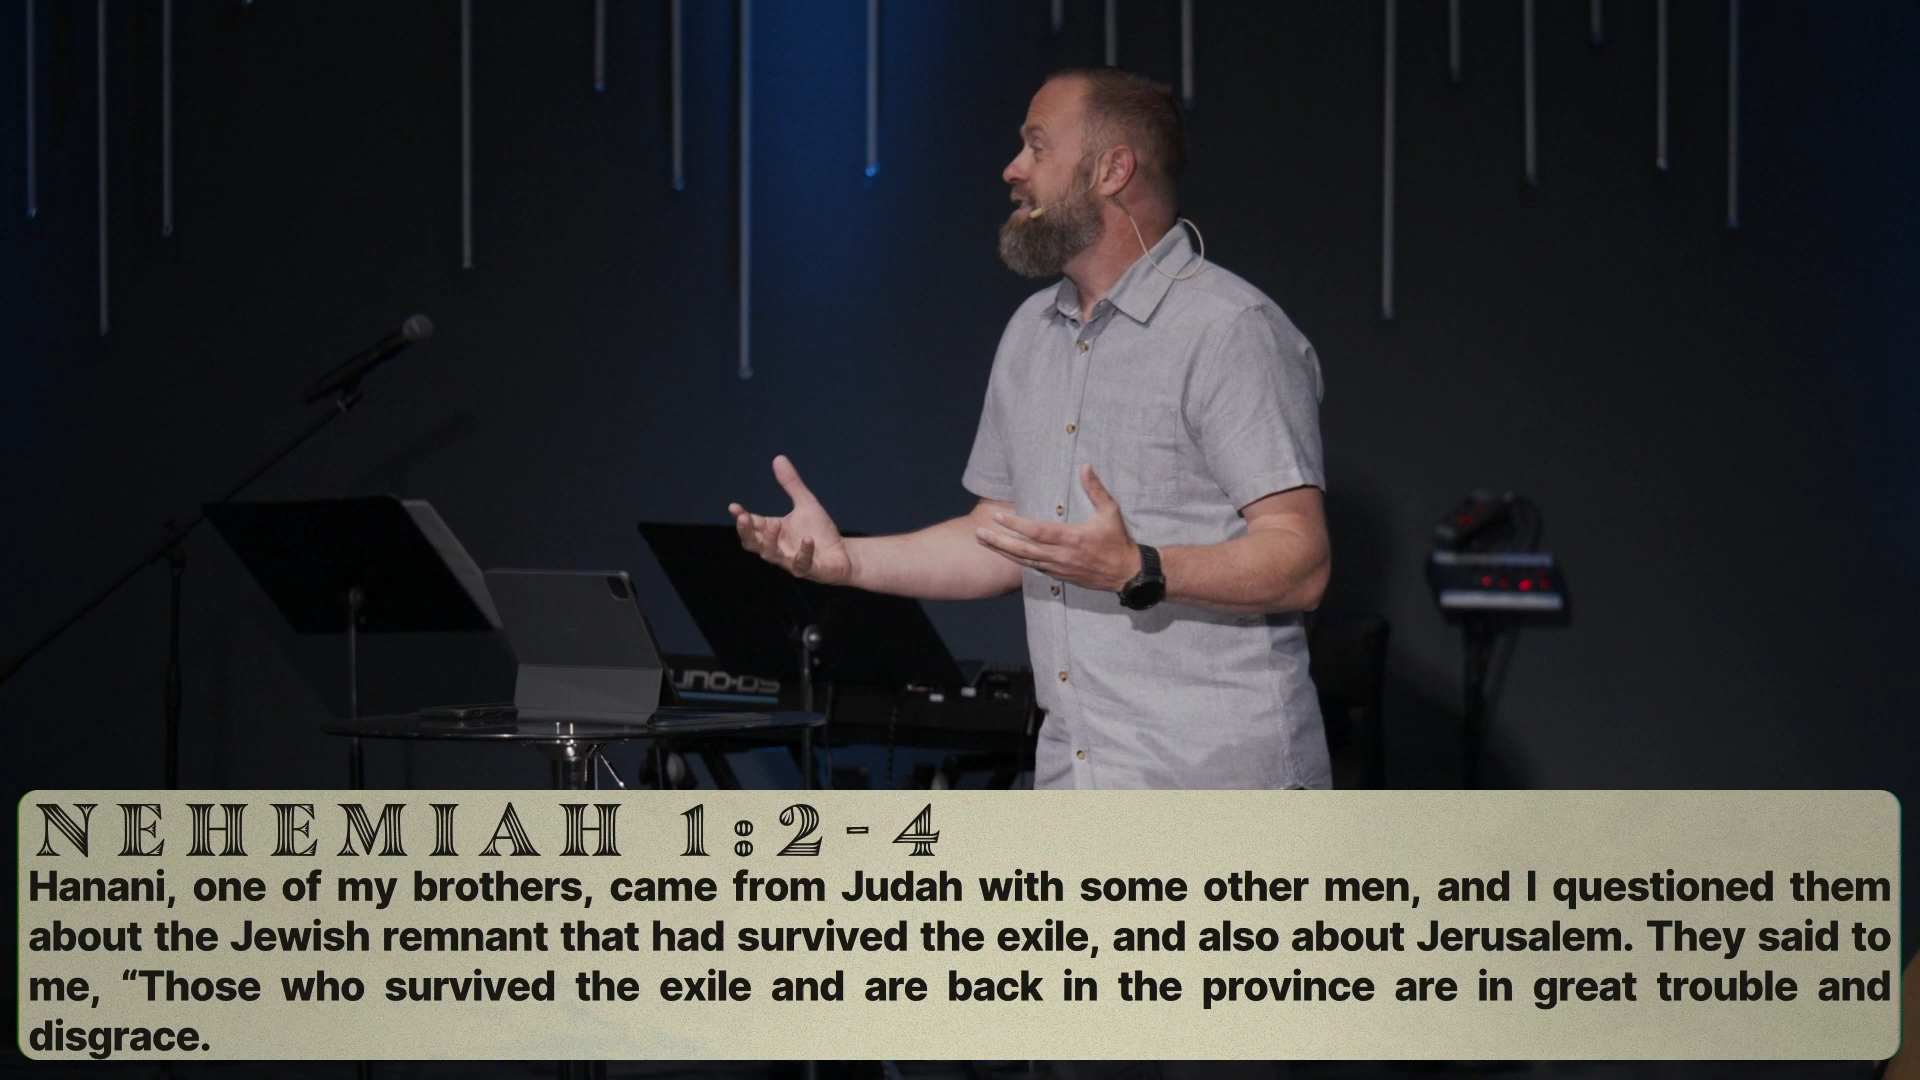 UNO-DS
NEHEMIAH 1:2-4
Hanani, one of my brothers, came from Judah with some other men, and I questioned them
about the Jewish remnant that had survived the exile, and also about Jerusalem. They said to
me, “Those who survived the exile and are back in the province are in great trouble and
disgrace.